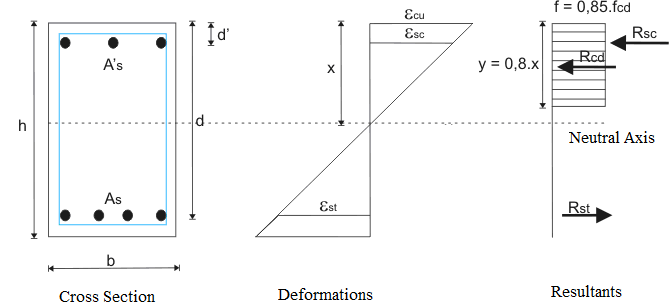 f = 0,85.fcd
εcu
εsc
d'
Rsc
A's
x
y = 0,8.x
Rcd
h
d
Neutral Axis
As
εst
Rst
b
Cross Section
Deformations
Resultants